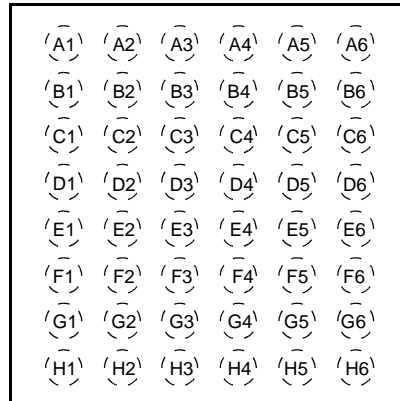 A1 A2 A3 A4 A5 A6
B1 B2 B3 B4 B5 B6
C1 C2 C3 C4 C5 C6
D1 D2 D3 D4 D5 D6
E1 E2 E3 E4 E5 E6
F1 F2 F3 F4 F5 F6
G1 G2 G3 G4 G5 G6
H1 H2 H3 H4 H5 H6